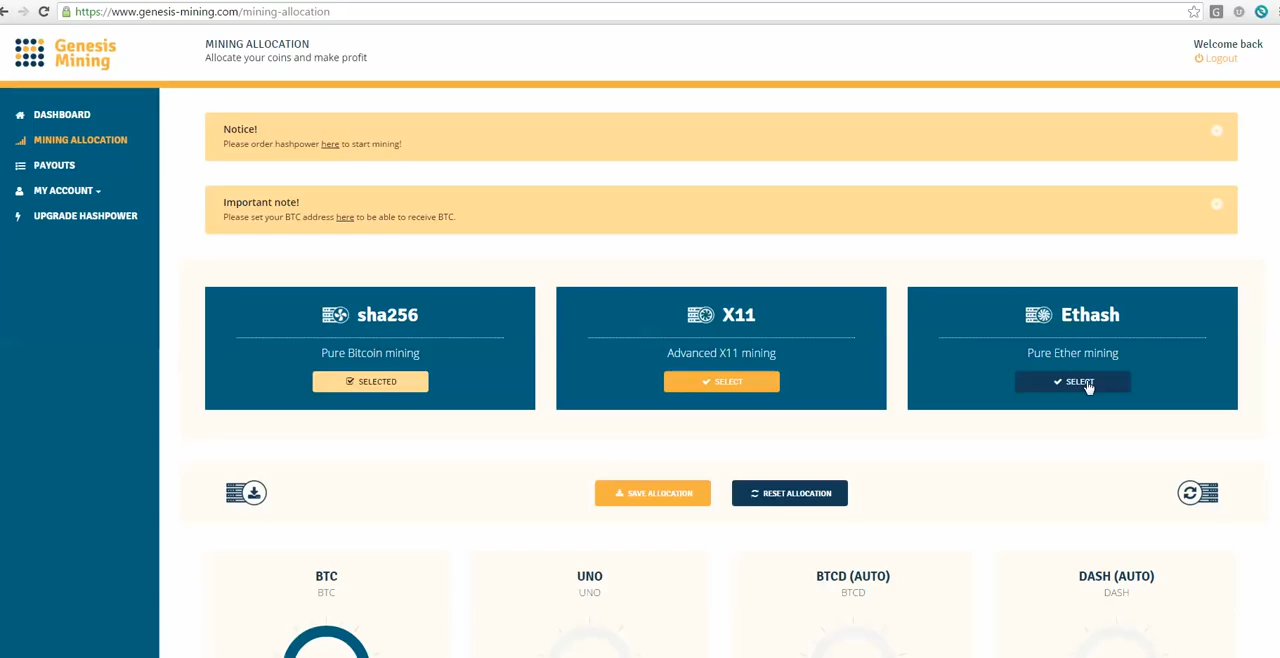 https://www.genesis-mining.com/mining-allocation
G
Genesis
Mining
MINING ALLOCATION
Allocate your coins and make profit
Welcome back
Logout
DASHBOARD
MINING ALLOCATION
PAYOUTS
MY ACCOUNT
UPGRADE HASHPOWER
Notice!
Please order hashpower here to start mining!
Important note!
Please set your BTC address here to be able to receive BTC.
sha256
Pure Bitcoin mining
SELECTED
X11
Advanced X11 mining
SELECT
Ethash
Pure Ether mining
SELECT
SAVE ALLOCATION
RESET ALLOCATION
BTC
BTC
UNO
UNO
BTCD (AUTO)
BTCD
DASH (AUTO)
DASH